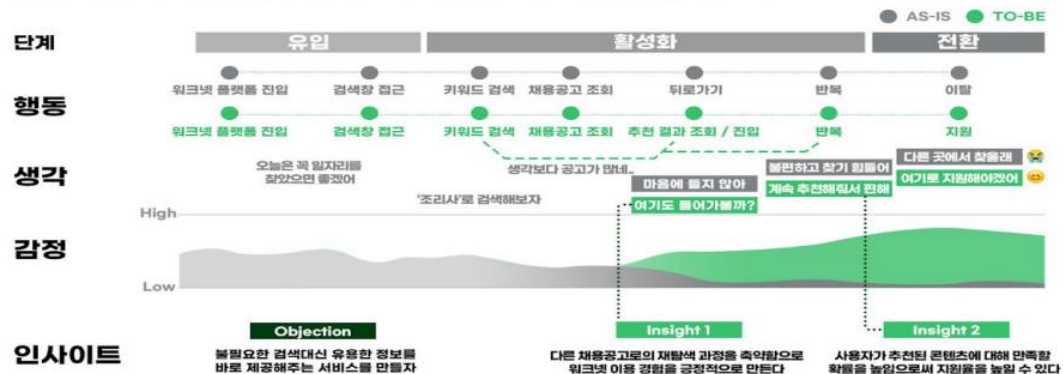 AS-IS TO-BE
단계 유입 활성화 전환
행동
워크넷 플랫폼 진입 검색창 접근 키워드 검색 채용공고 조회 뒤로가기 반복 이탈
워크넷 플랫폼 진입 검색창 접근 키워드 검색 채용공고 조회 추천 결과 조회 / 진입 반복 지원
생각
오늘은 꼭 일자리를
찾았으면 좋겠어
'조리사'로 검색해보자
생각보다 공고가 많네..
마음에 들지 않아
여기도 들어가볼까?
불편하고 찾기 힘들어
계속 추천해줘서 편해
다른 곳에서 찾을래 😭
여기로 지원해야겠어 😊
감정
High
Low
인사이트
Objection
불필요한 검색대신 유용한 정보를
바로 제공해주는 서비스를 만들자
Insight 1
다른 채용공고로의 재탐색 과정을 축약함으로
워크넷 이용 경험을 긍정적으로 만든다
Insight 2
사용자가 추천된 콘텐츠에 대해 만족할
확률을 높임으로써 지원율을 높일 수 있다